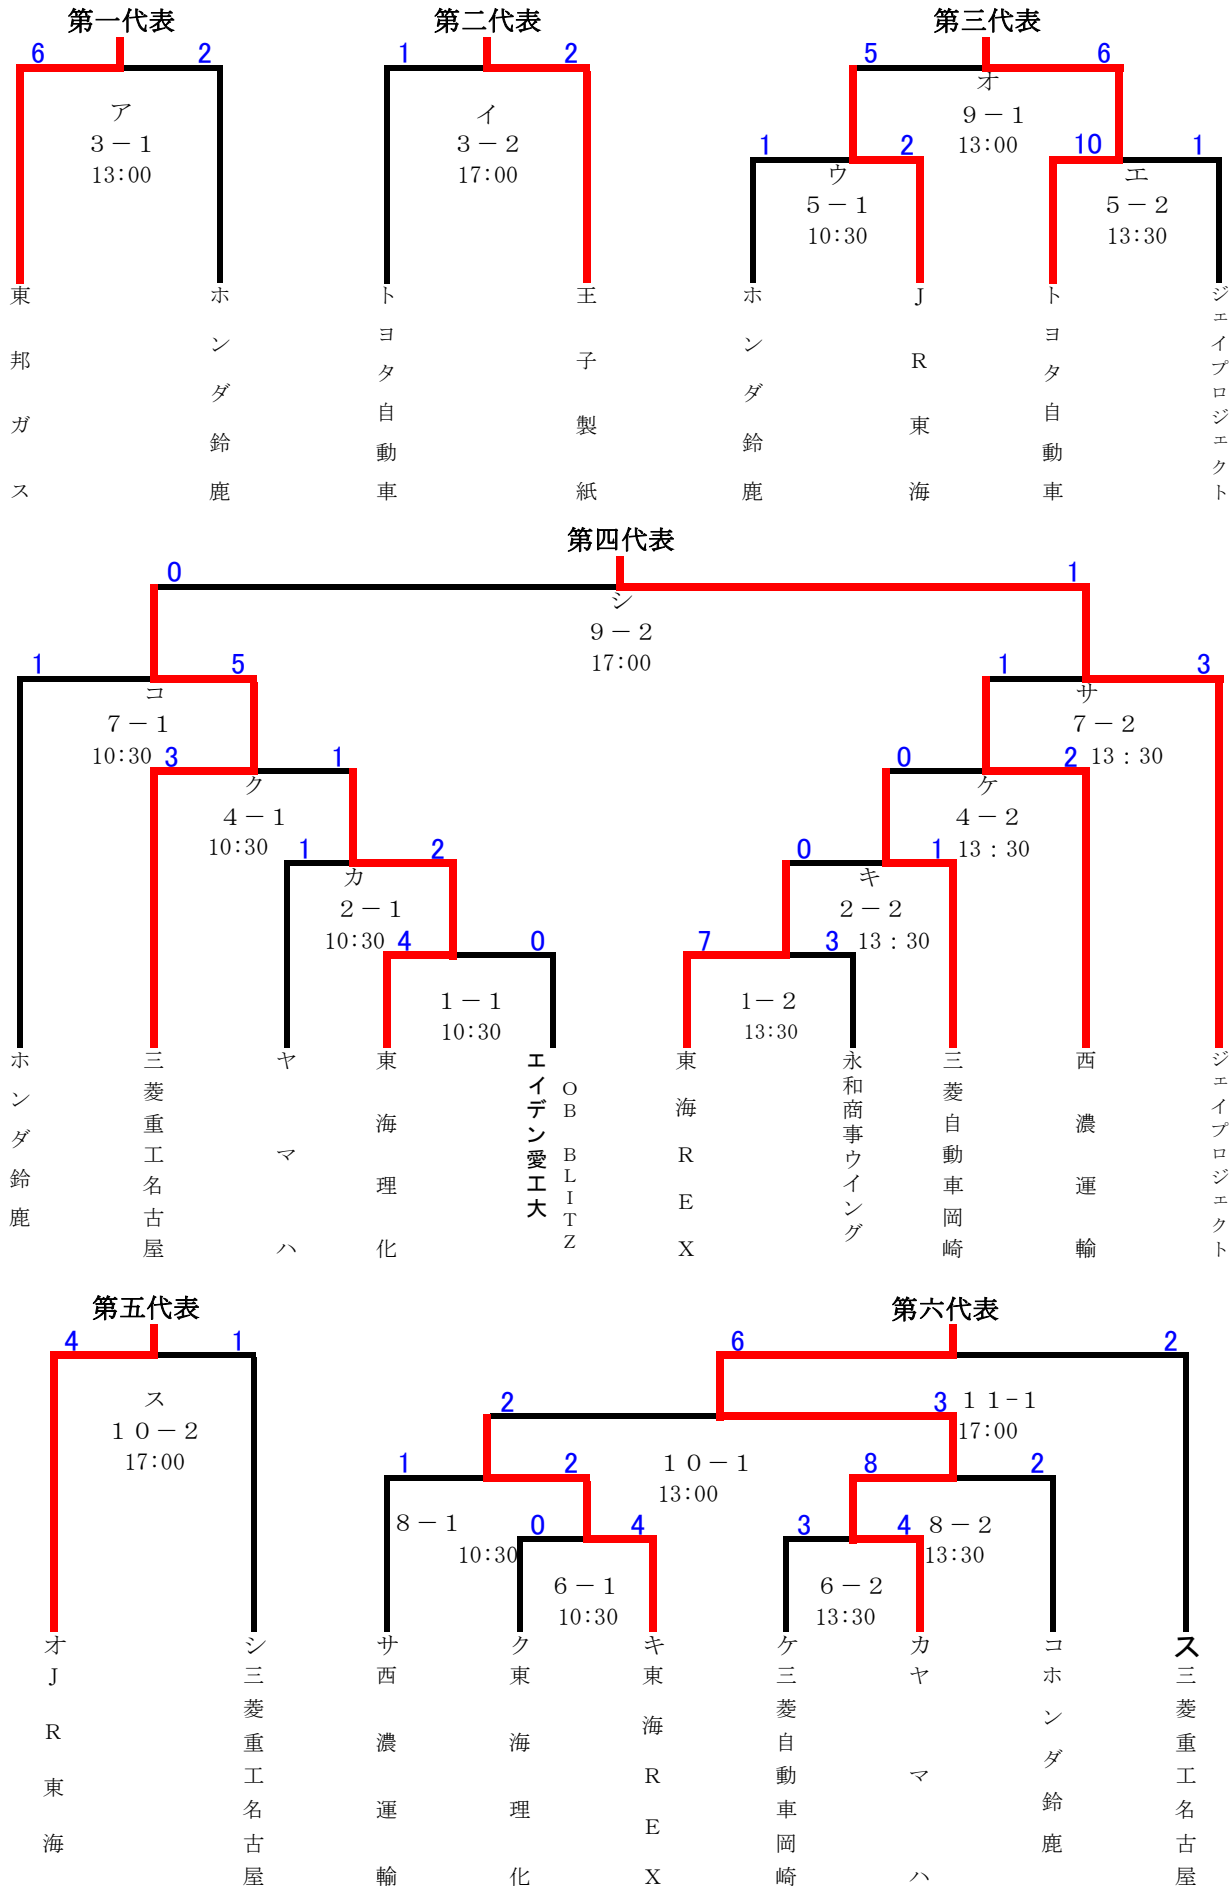 第一代表
第二代表
第三代表
6 2
1 2
5 6
ア
3－1
13:00
イ
3－2
17:00
オ
9－1
13:00
1 2
10 1
ウ
5－1
10:30
エ
5－2
13:30
東邦ガス
ホンダ鈴鹿
トヨタ自動車
王子製紙
ホンダ鈴鹿
JR東海
トヨタ自動車
ジェイプロジェクト
第四代表
0 1
シ
9－2
17:00
1 5
1 3
コ
7－1
10:30
サ
7－2
13：30
3 1
0 2
ク
4－1
10:30
ケ
4－2
13：30
1 2
0 1
カ
2－1
10:30
キ
2－2
13：30
4 0
7 3
1－1
10:30
1－2
13:30
ホンダ鈴鹿
三菱重工名古屋
ヤマハ
東海理化
エイデン愛工大
OB BLITZ
東海REX
永和商事ウイング
三菱自動車岡崎
西濃運輸
ジェイプロジェクト
第五代表
第六代表
4 1
6 2
ス
10－2
17:00
2 3
11-1
17:00
1 2
8 2
10－1
13:00
8－1
10:30
0 4
3 4
8－2
13:30
6－1
10:30
6－2
13:30
オ
JR東海
シ
三菱重工名古屋
サ
西濃運輸
ク
東海理化
キ
東海REX
ケ
三菱自動車岡崎
カ
ヤマハ
コ
ホンダ鈴鹿
ス
三菱重工名古屋